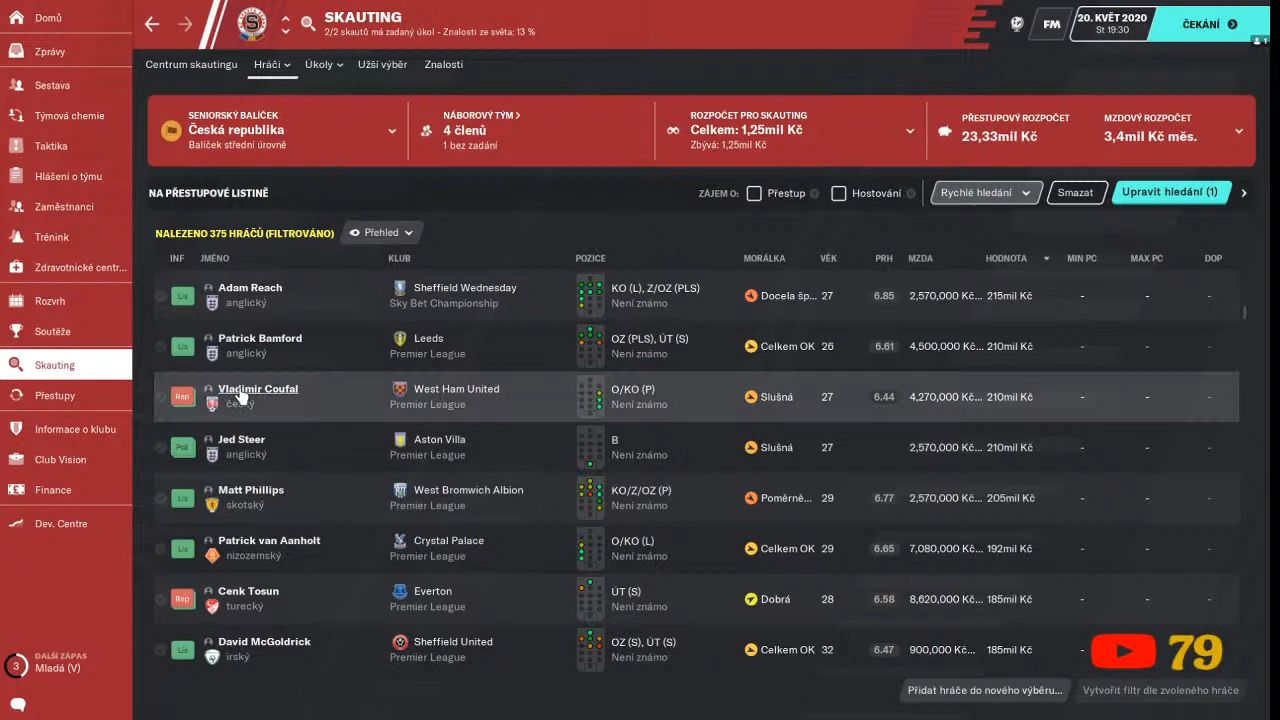 Domů
Zprávy
Sestava
Týmová chemie
Taktika
Hlášení o týmu
Zaměstnanci
Trénink
Zdravotnické centr...
Rozvrh
Soutěže
Skauting
Přestupy
Informace o klubu
Club Vision
Finance
Dev. Centre
3
DALŠÍ ZÁPAS
Mladá (V)
SKAUTING
2/2 skautů má zadaný úkol - Znalosti ze světa: 13 %
FM
20. KVĚT 2020
St 19:30
ČEKÁNÍ
1
Centrum skautingu Hráči Úkoly Užší výběr Znalosti
SENIORSKÝ BALÍČEK
Česká republika
Balíček střední úrovně
NÁBOROVÝ TÝM >
4 členů
1 bez zadání
ROZPOČET PRO SKAUTING
Celkem: 1,25mil Kč
Zbývá: 1,25mil Kč
PŘESTUPOVÝ ROZPOČET
23,33mil Kč
MZDOVÝ ROZPOČET
3,4mil Kč měs.
NA PŘESTUPOVÉ LISTINĚ
ZÁJEM O: Přestup Hostování Rychlé hledání Smazat Upravit hledání (1)
NALEZENO 375 HRÁČŮ (FILTROVÁNO) Přehled
INF JMÉNO KLUB POZICE MORÁLKA VĚK PRH MZDA HODNOTA MIN PC MAX PC DOP
Lis Adam Reach Sheffield Wednesday KO (L), Z/OZ (PLS) Docela šp... 27 6.85 2,570,000 Kč... 215mil Kč - - -
anglický Sky Bet Championship Není známo
Lis Patrick Bamford Leeds OZ (PLS), ÚT (S) Celkem OK 26 6.61 4,500,000 Kč... 210mil Kč - - -
anglický Premier League Není známo
Rep Vladimír Coufal West Ham United O/KO (P) Slušná 27 6.44 4,270,000 Kč... 210mil Kč - - -
český Premier League Není známo
Pož Jed Steer Aston Villa B Slušná 27 2,570,000 Kč... 210mil Kč - - -
anglický Premier League Není známo
Lis Matt Phillips West Bromwich Albion KO/Z/OZ (P) Poměrně... 29 6.77 2,570,000 Kč... 205mil Kč - - -
skotský Premier League Není známo
Lis Patrick van Aanholt Crystal Palace O/KO (L) Celkem OK 29 6.65 7,080,000 Kč... 192mil Kč - - -
nizozemský Premier League Není známo
Rep Cenk Tosun Everton ÚT (S) Dobrá 28 6.58 8,620,000 Kč... 185mil Kč - - -
turecký Premier League Není známo
Lis David McGoldrick Sheffield United OZ (S), ÚT (S) Celkem OK 32 6.47 900,000 Kč... 185mil Kč -
irský Premier League Není známo
79
Přidat hráče do nového výběru... Vytvořit filtr dle zvoleného hráče